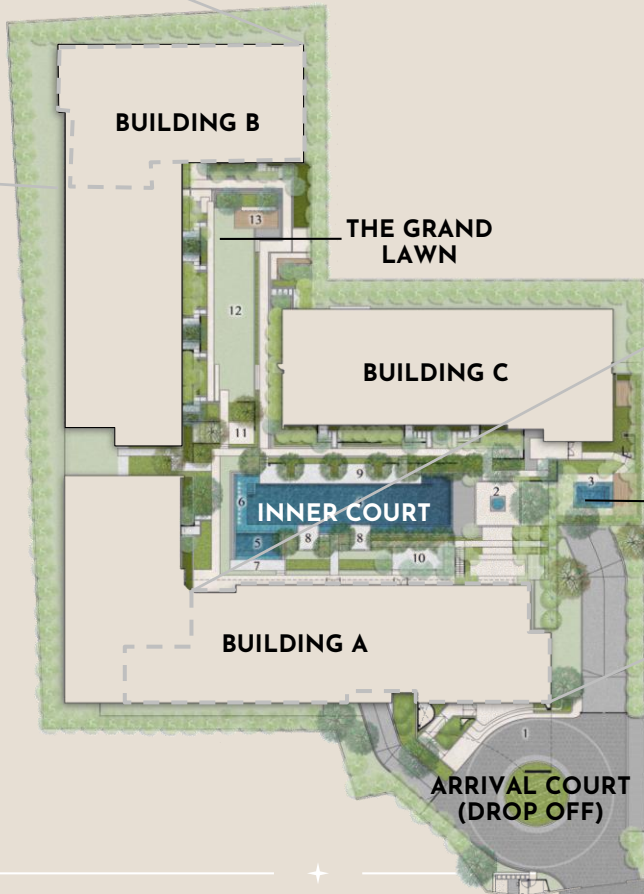 BUILDING B
13
THE GRAND
LAWN
12
BUILDING C
11
9
3
2
6
INNER COURT
8
8
5
10
7
BUILDING A
1
ARRIVAL COURT
(DROP OFF)